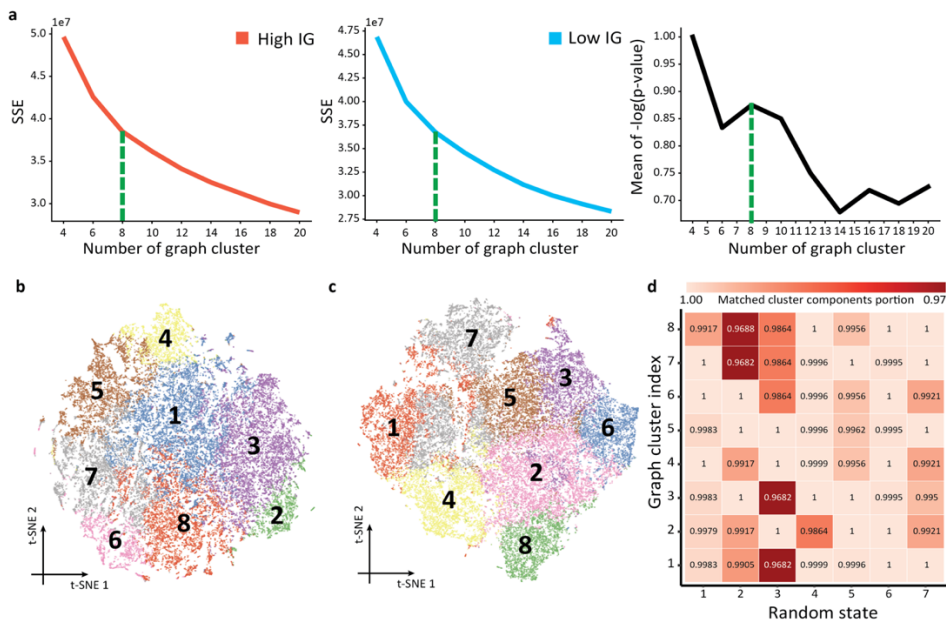 a
1e7
5.0
4.5
4.0
3.5
3.0
SSE
High IG
4 6 8 10 12 14 16 18 20
Number of graph cluster
1e7
4.75
4.50
4.25
4.00
3.75
3.50
3.25
3.00
2.75
SSE
Low IG
4 6 8 10 12 14 16 18 20
Number of graph cluster
1.00
0.95
0.90
0.85
0.80
0.75
0.70
Mean of -log(p-value)
4 5 6 7 8 9 10 11 12 13 14 15 16 17 18 19 20
Number of graph cluster
b
4
5
1
3
7
2
6
8
t-SNE 2
t-SNE 1
c
7
3
5
1
6
2
4
8
t-SNE 2
t-SNE 1
d
1.00 Matched cluster components portion 0.97
Graph cluster index
8 0.9917 0.9688 0.9864 1 0.9956 1 1
7 1 0.9682 0.9864 0.9996 1 0.9995 1
6 1 1 0.9864 0.9996 0.9956 1 0.9921
5 0.9983 1 1 0.9996 0.9962 0.9995 1
4 1 0.9917 1 0.9999 0.9956 1 0.9921
3 0.9983 1 0.9682 1 1 0.9995 0.995
2 0.9979 0.9917 1 0.9864 1 1 0.9921
1 0.9983 0.9905 0.9682 0.9999 0.9996 1 1
1 2 3 4 5 6 7
Random state